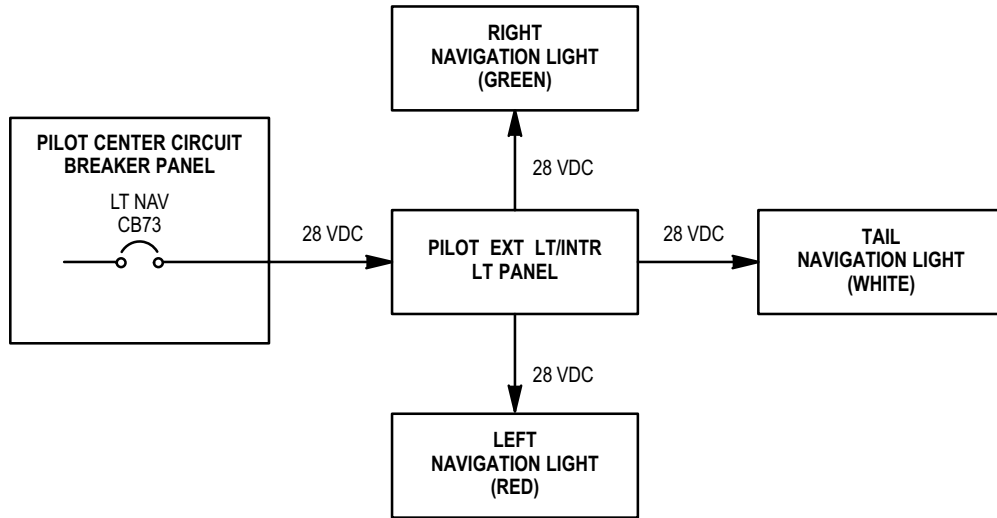 RIGHT
NAVIGATION LIGHT
(GREEN)
PILOT CENTER CIRCUIT
BREAKER PANEL
LT NAV
CB73
28 VDC
28 VDC
PILOT EXT LT/INTR
LT PANEL
28 VDC
TAIL
NAVIGATION LIGHT
(WHITE)
28 VDC
LEFT
NAVIGATION LIGHT
(RED)